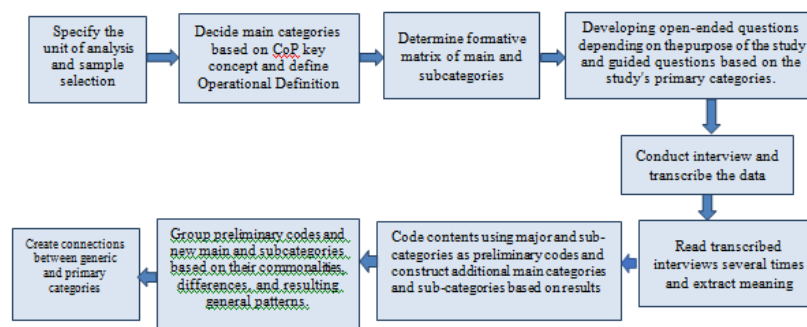 Specify the
unit of analysis
and sample
selection
Decide main categories
based on CoP key
concept and define
Operational Definition
Determine formative
matrix of main and
subcategories
Developing open-ended questions
depending on the purpose of the study
and guided questions based on the
study's primary categories.
Conduct interview and
transcribe the data
Read transcribed
interviews several times
and extract meaning
Code contents using major and sub-
categories as preliminary codes and
construct additional main categories
and sub-categories based on results
Group preliminary codes and
new main and subcategories
based on their commonalities,
differences, and resulting
general patterns.
Create connections
between generic
and primary
categories